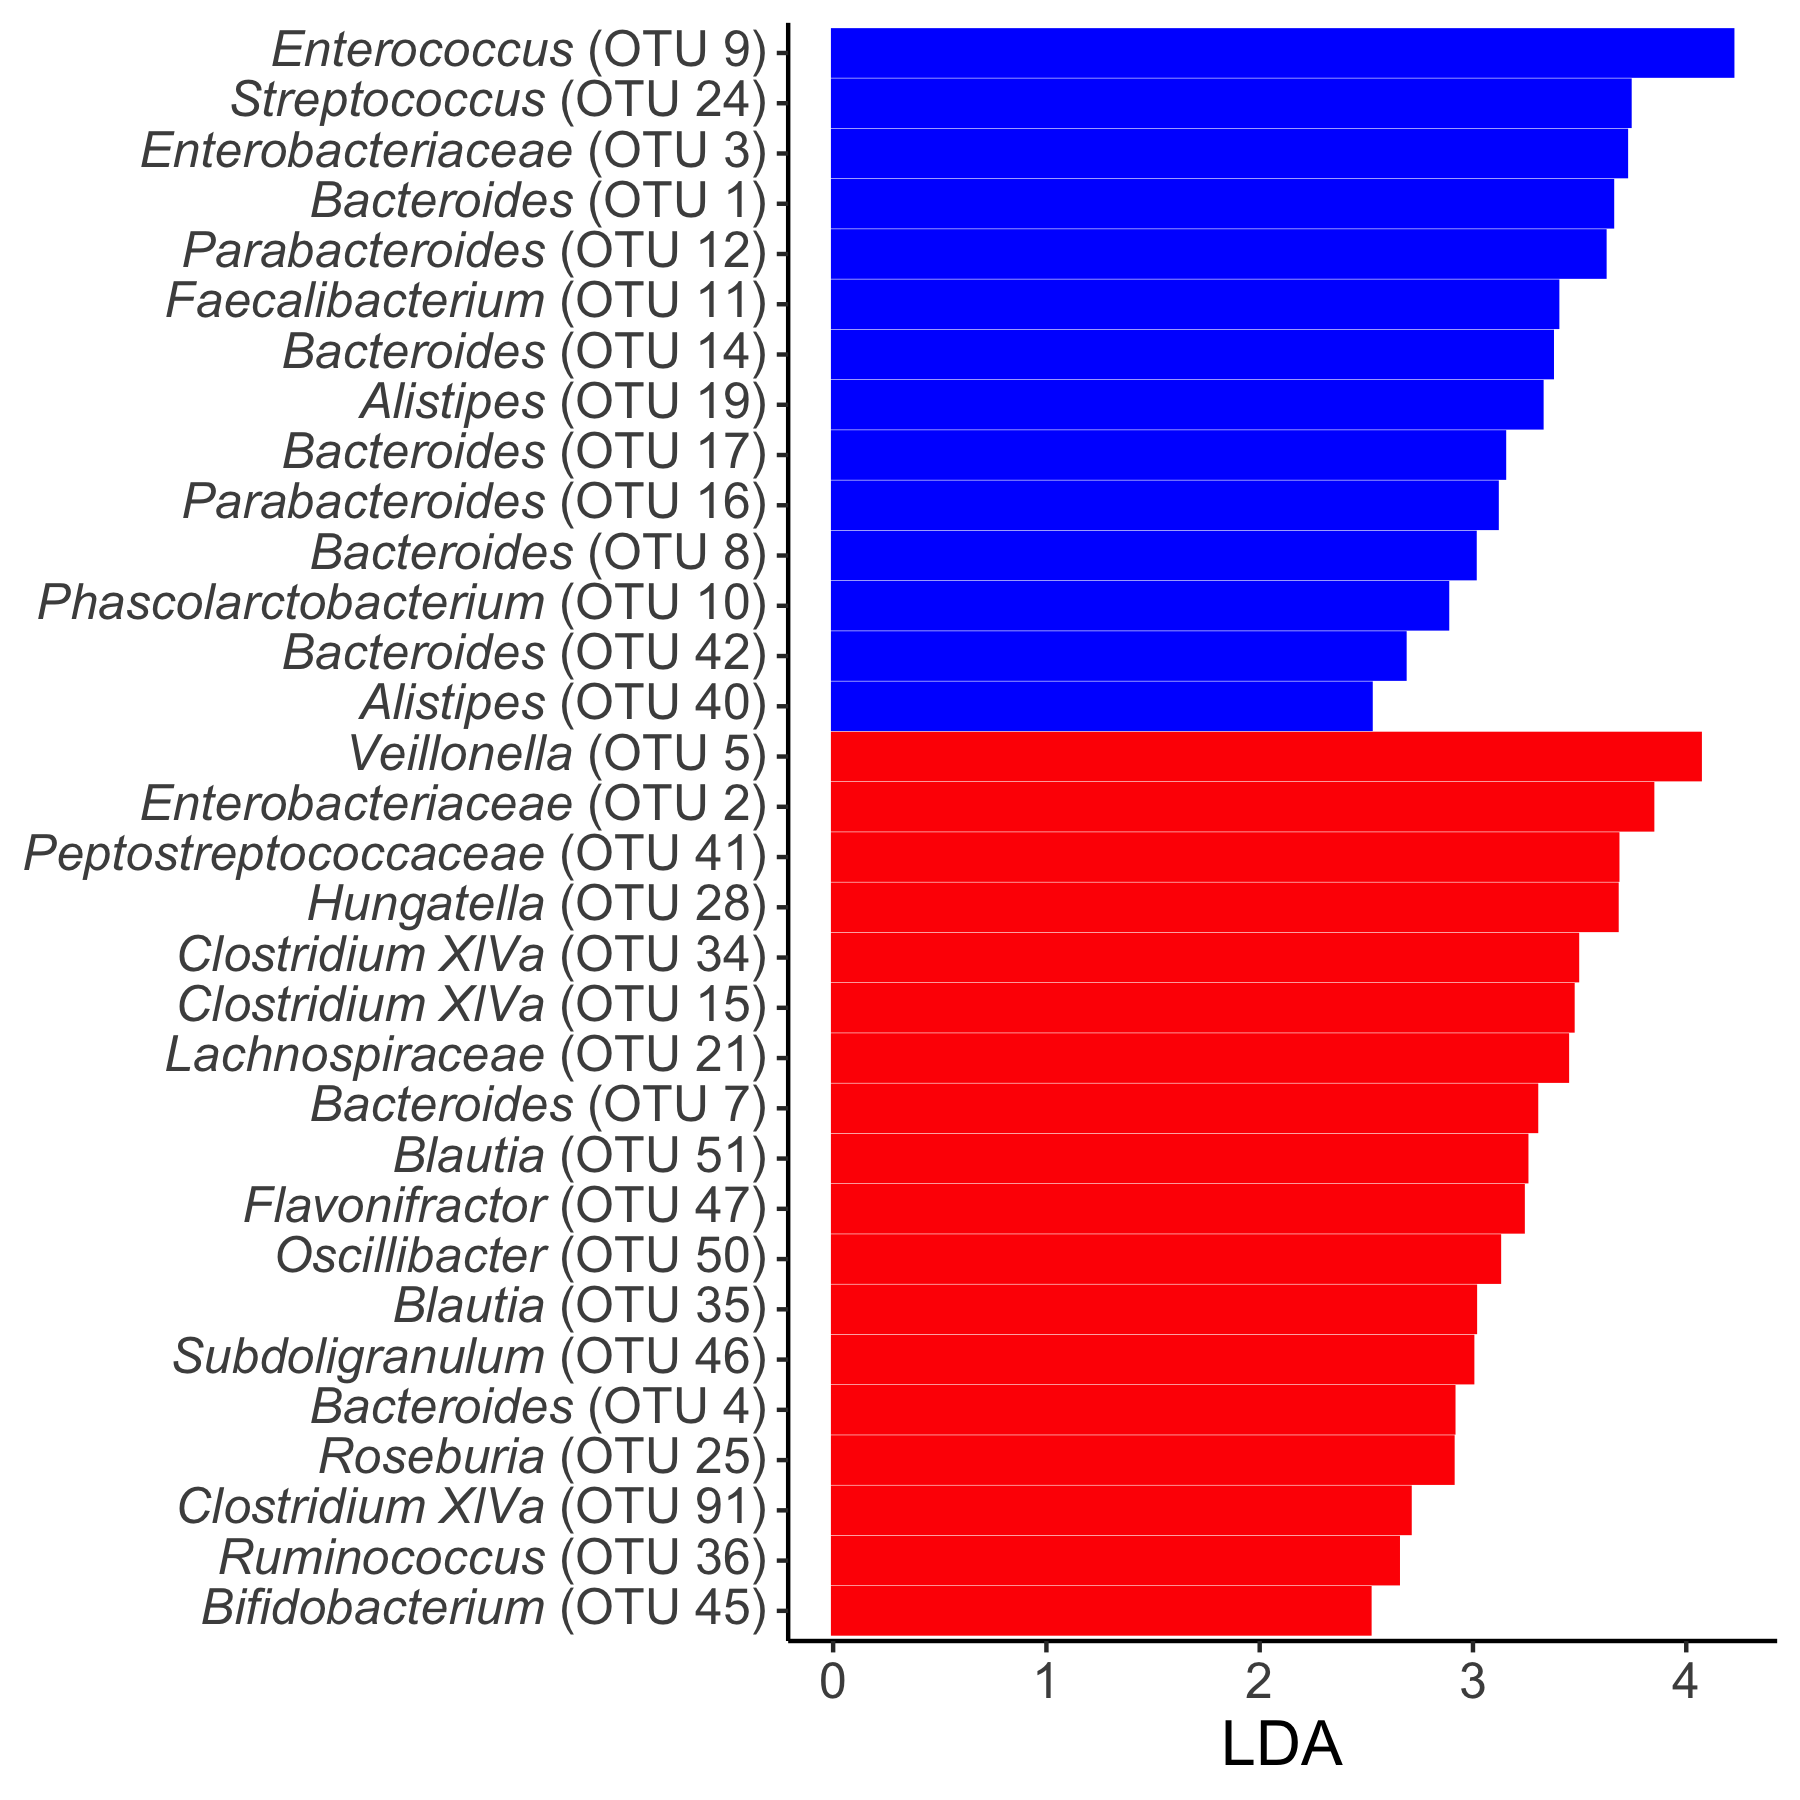 Enterococcus (OTU 9)
Streptococcus (OTU 24)
Enterobacteriaceae (OTU 3)
Bacteroides (OTU 1)
Parabacteroides (OTU 12)
Faecalibacterium (OTU 11)
Bacteroides (OTU 14)
Alistipes (OTU 19)
Bacteroides (OTU 17)
Parabacteroides (OTU 16)
Bacteroides (OTU 8)
Phascolarctobacterium (OTU 10)
Bacteroides (OTU 42)
Alistipes (OTU 40)
Veillonella (OTU 5)
Enterobacteriaceae (OTU 2)
Peptostreptococcaceae (OTU 41)
Hungatella (OTU 28)
Clostridium XlVa (OTU 34)
Clostridium XlVa (OTU 15)
Lachnospiraceae (OTU 21)
Bacteroides (OTU 7)
Blautia (OTU 51)
Flavonifractor (OTU 47)
Oscillibacter (OTU 50)
Blautia (OTU 35)
Subdoligranulum (OTU 46)
Bacteroides (OTU 4)
Roseburia (OTU 25)
Clostridium XlVa (OTU 91)
Ruminococcus (OTU 36)
Bifidobacterium (OTU 45)
0 1 2 3 4
LDA